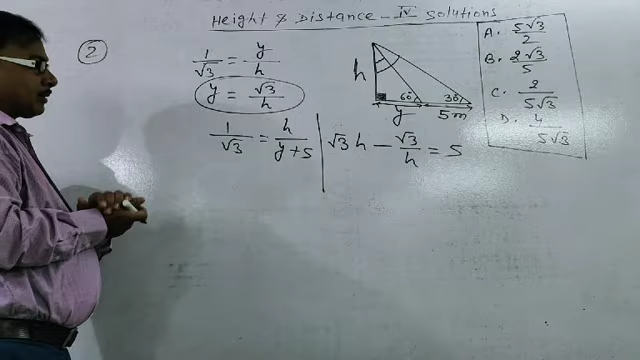 Height & Distance - IV solutions
2
1/√3 = y/h
y = √3/h
1/√3 = h/(y+5)
√3 h - √3/h = 5
h
60
30
y
5m
A. 5√3/2
B. 2√3/5
C. 2/5√3
D. 4/5√3